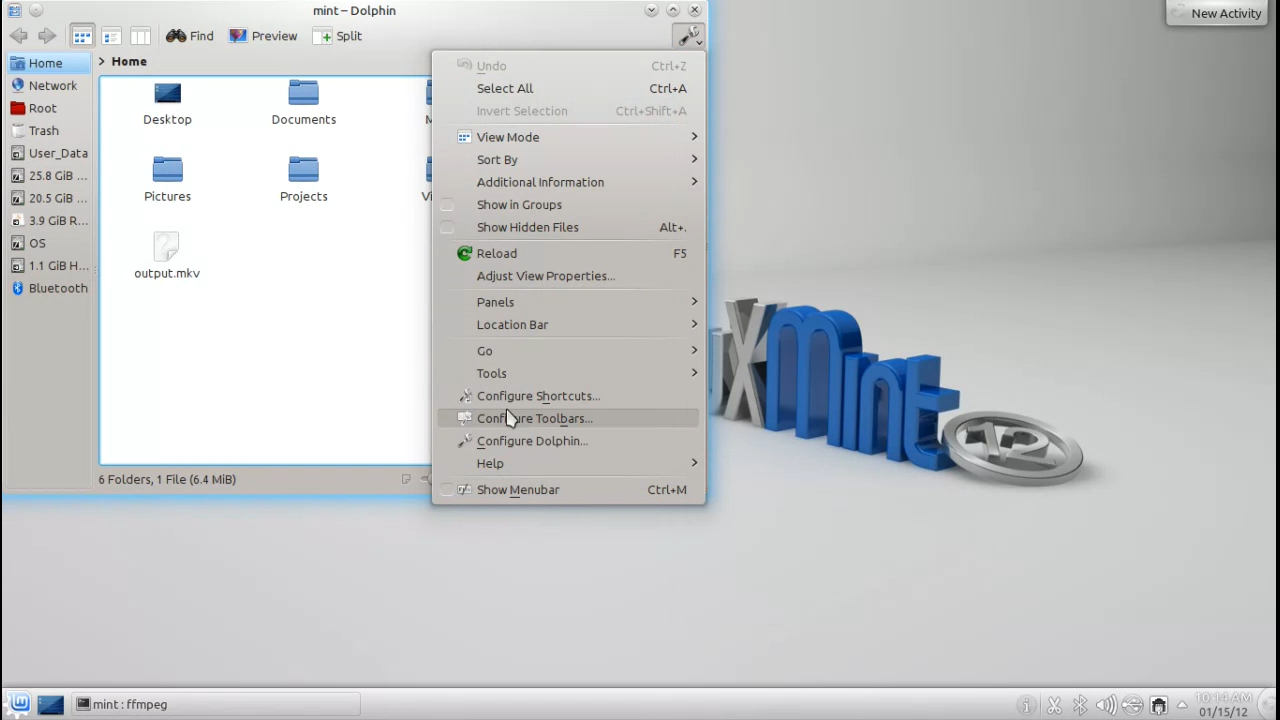 mint – Dolphin
New Activity
Find
Preview
Split
Home
Network
Root
Trash
User_Data
25.8 GiB ...
20.5 GiB ...
3.9 GiB R...
OS
1.1 GiB H...
Bluetooth
> Home
Desktop
Documents
M
Pictures
Projects
Vi
output.mkv
6 Folders, 1 File (6.4 MiB)
Undo Ctrl+Z
Select All Ctrl+A
Invert Selection Ctrl+Shift+A
View Mode
Sort By
Additional Information
Show in Groups
Show Hidden Files Alt+.
Reload F5
Adjust View Properties...
Panels
Location Bar
Go
Tools
Configure Shortcuts...
Configure Toolbars...
Configure Dolphin...
Help
Show Menubar Ctrl+M
X Mint
12
mint : ffmpeg
10:14 AM
01/15/12